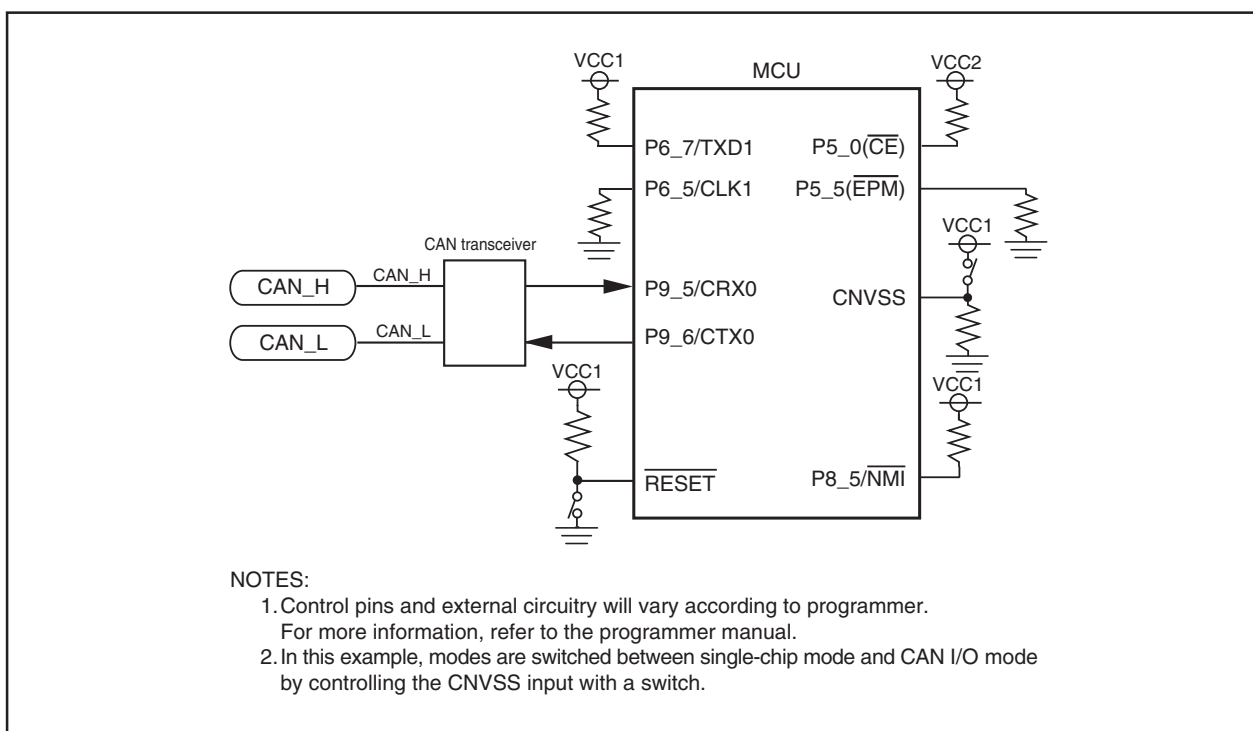 VCC1
MCU
VCC2
P6_7/TXD1
P5_0(CE)
P6_5/CLK1
P5_5(EPM)
VCC1
CAN transceiver
CAN_H
CAN_H
P9_5/CRX0
CNVSS
CAN_L
CAN_L
P9_6/CTX0
VCC1
VCC1
RESET
P8_5/NMI
NOTES:
1. Control pins and external circuitry will vary according to programmer.
For more information, refer to the programmer manual.
2. In this example, modes are switched between single-chip mode and CAN I/O mode
by controlling the CNVSS input with a switch.